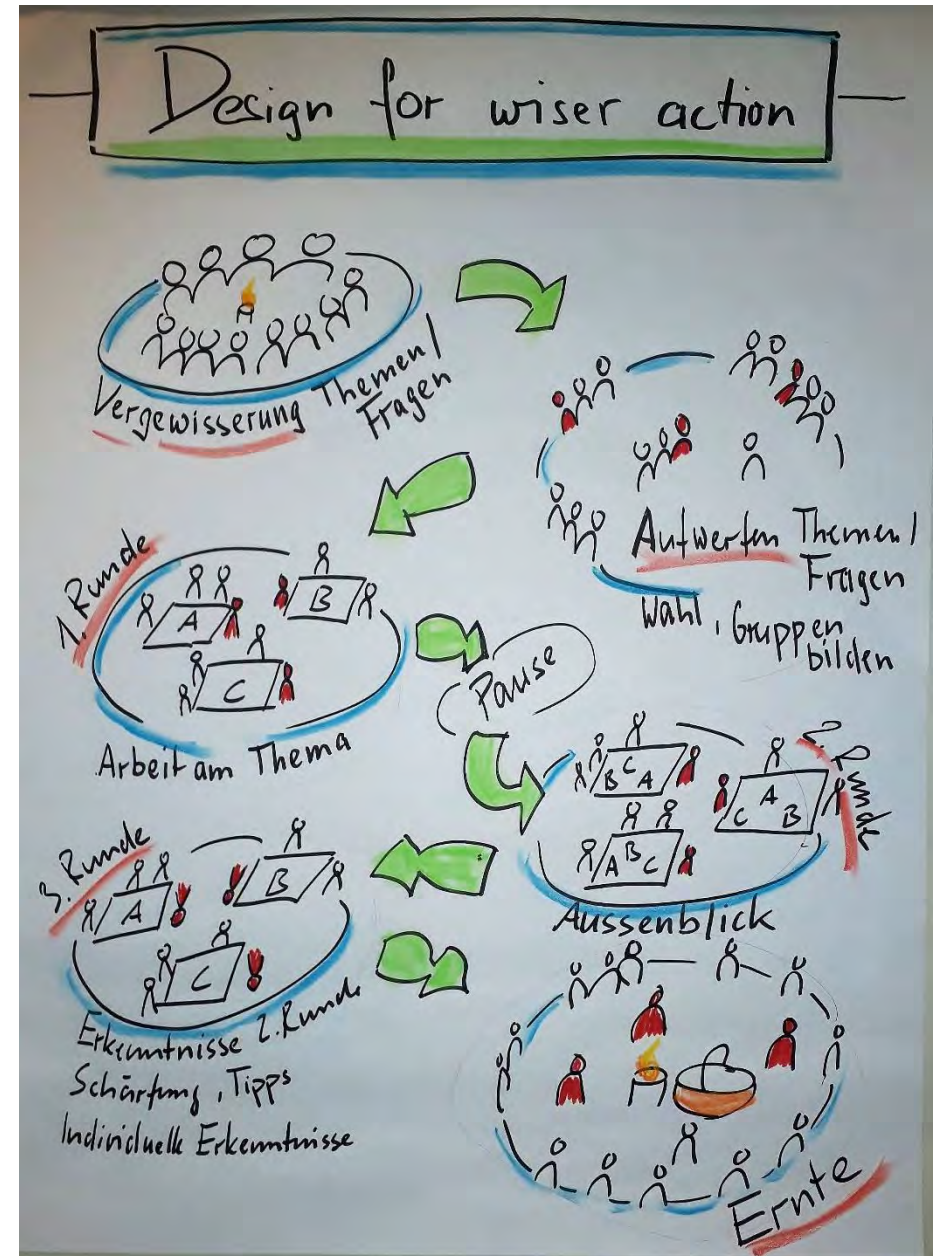 Design for wiser action
Vergewisserung Themen/
Fragen
Aufwerfen Themen/
Fragen
Wahl, Gruppen
bilden
1. Runde
A
B
C
Arbeit am Thema
Pause
2. Runde
B C A
C A B
A B C
Aussenblick
3. Runde
A
B
C
Erkenntnisse 2. Runde
Schärfung, Tipps
Individuelle Erkenntnisse
Ernte